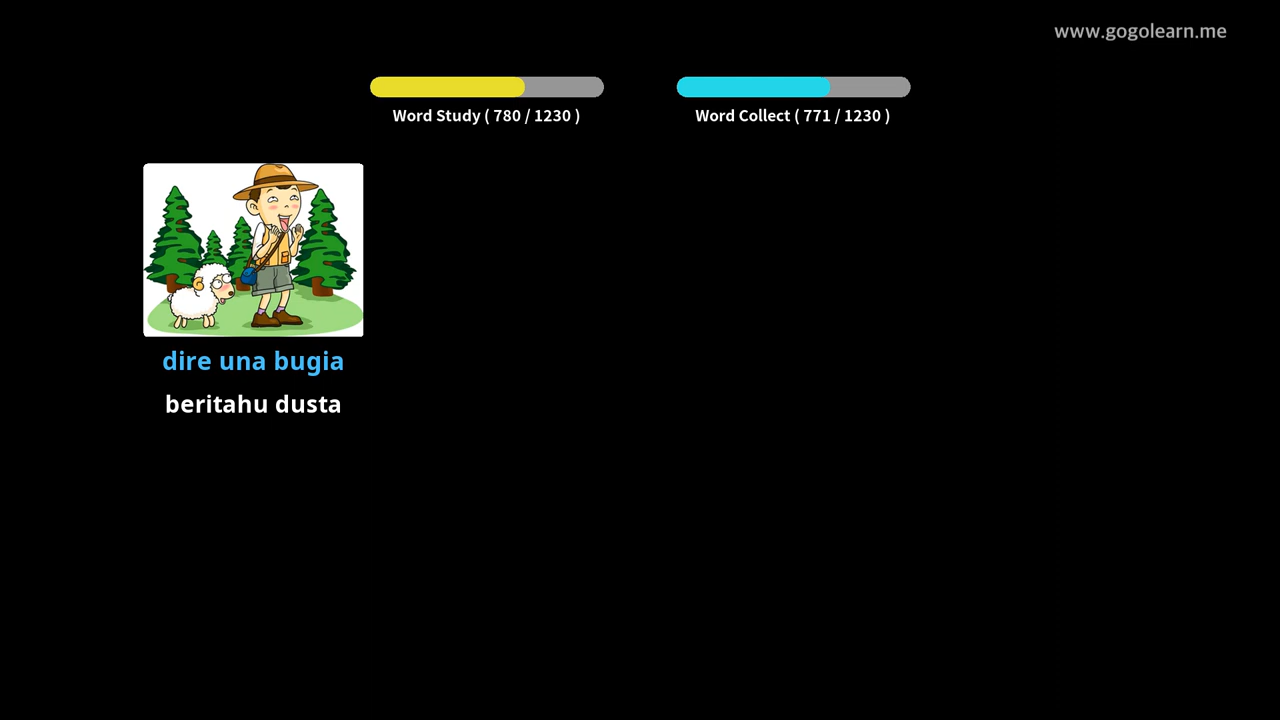 www.gogolearn.me
Word Study ( 780 / 1230 )
Word Collect ( 771 / 1230 )
dire una bugia
beritahu dusta